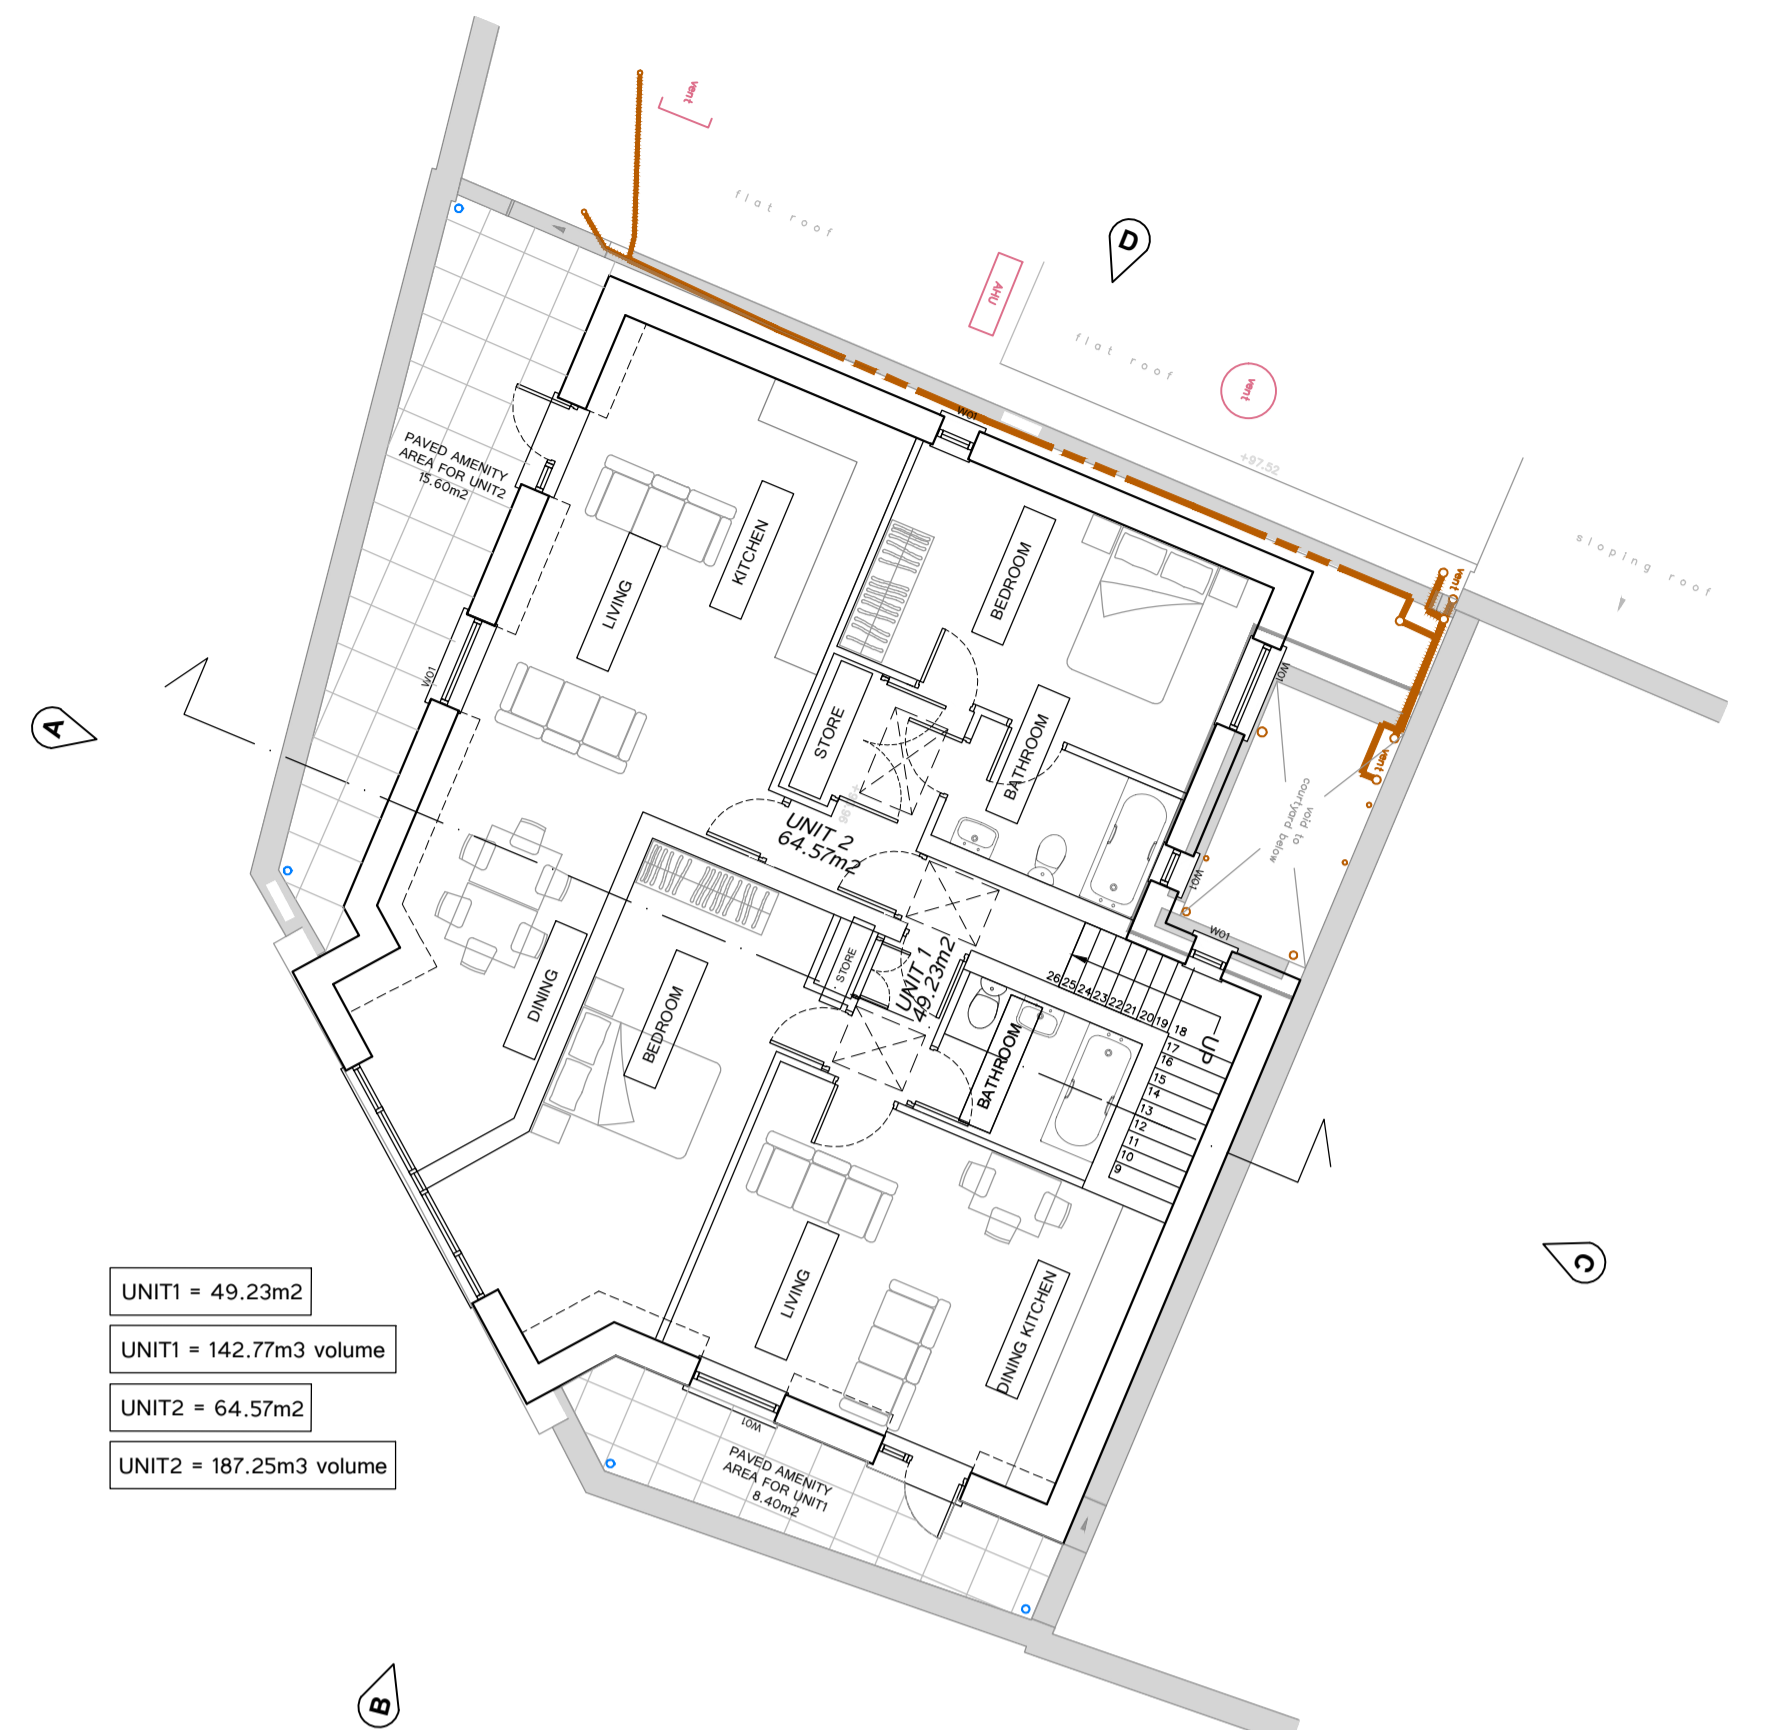 vent
flat roof
D
AHU
flat roof
vent
W01
+97.52
sloping roof
vent
PAVED AMENITY
AREA FOR UNIT2
15.60m2
KITCHEN
LIVING
BEDROOM
W01
W01
STORE
BATHROOM
A
vent
void to
courtyard below
UNIT 2
64.57m2
W01
W01
DINING
BEDROOM
STORE
UNIT 1
49.23m2
BATHROOM
26 25 24 23 22 21 20 19 18
UP
17
16
15
14
13
12
11
10
9
LIVING
DINING KITCHEN
C
UNIT1 = 49.23m2
UNIT1 = 142.77m3 volume
UNIT2 = 64.57m2
UNIT2 = 187.25m3 volume
W01
PAVED AMENITY
AREA FOR UNIT1
8.40m2
B